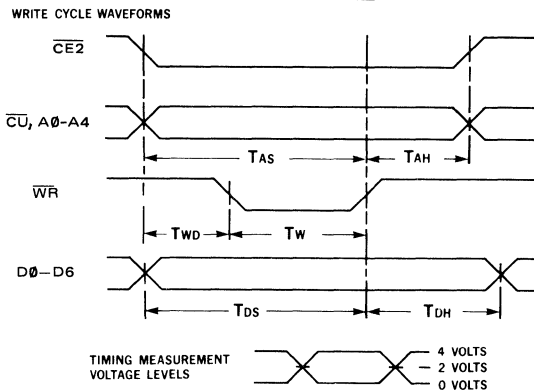 WRITE CYCLE WAVEFORMS
CE2
CU, AØ-A4
TAS
TAH
WR
TWD
TW
DØ–D6
TDS
TDH
TIMING MEASUREMENT
VOLTAGE LEVELS
4 VOLTS
2 VOLTS
0 VOLTS